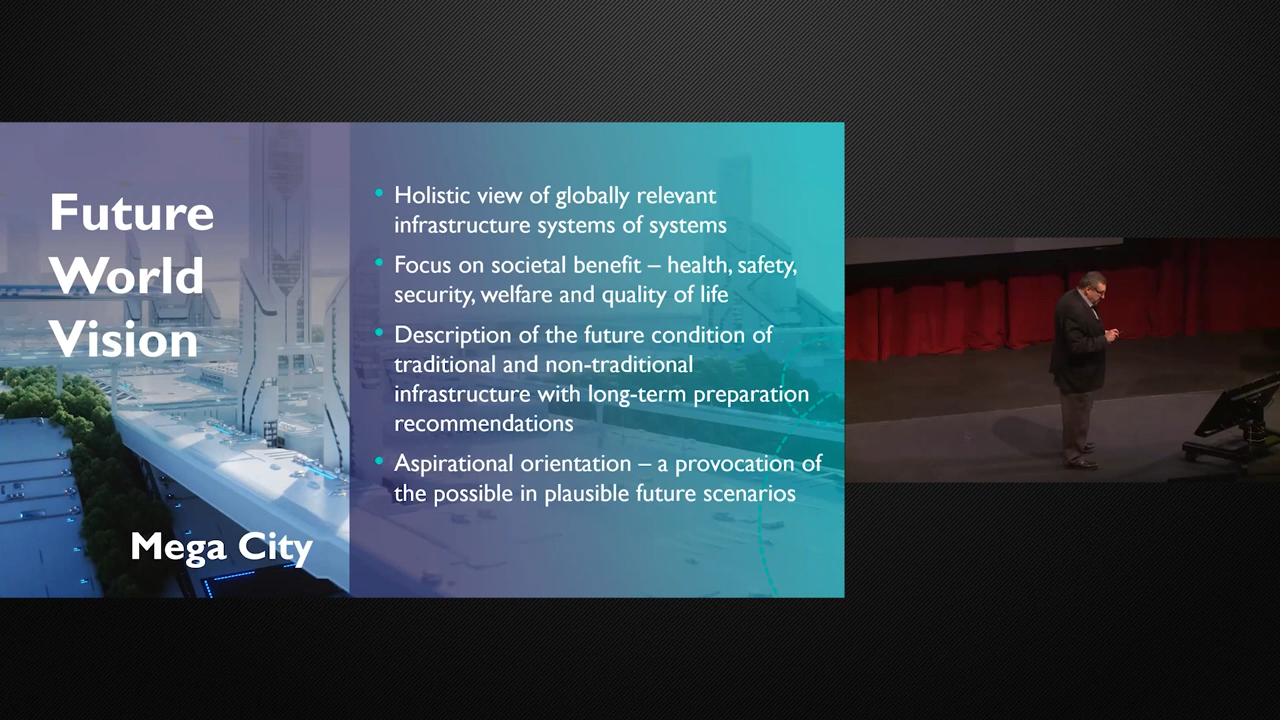 Future
World
Vision
Mega City
• Holistic view of globally relevant
infrastructure systems of systems
• Focus on societal benefit – health, safety,
security, welfare and quality of life
• Description of the future condition of
traditional and non-traditional
infrastructure with long-term preparation
recommendations
• Aspirational orientation – a provocation of
the possible in plausible future scenarios